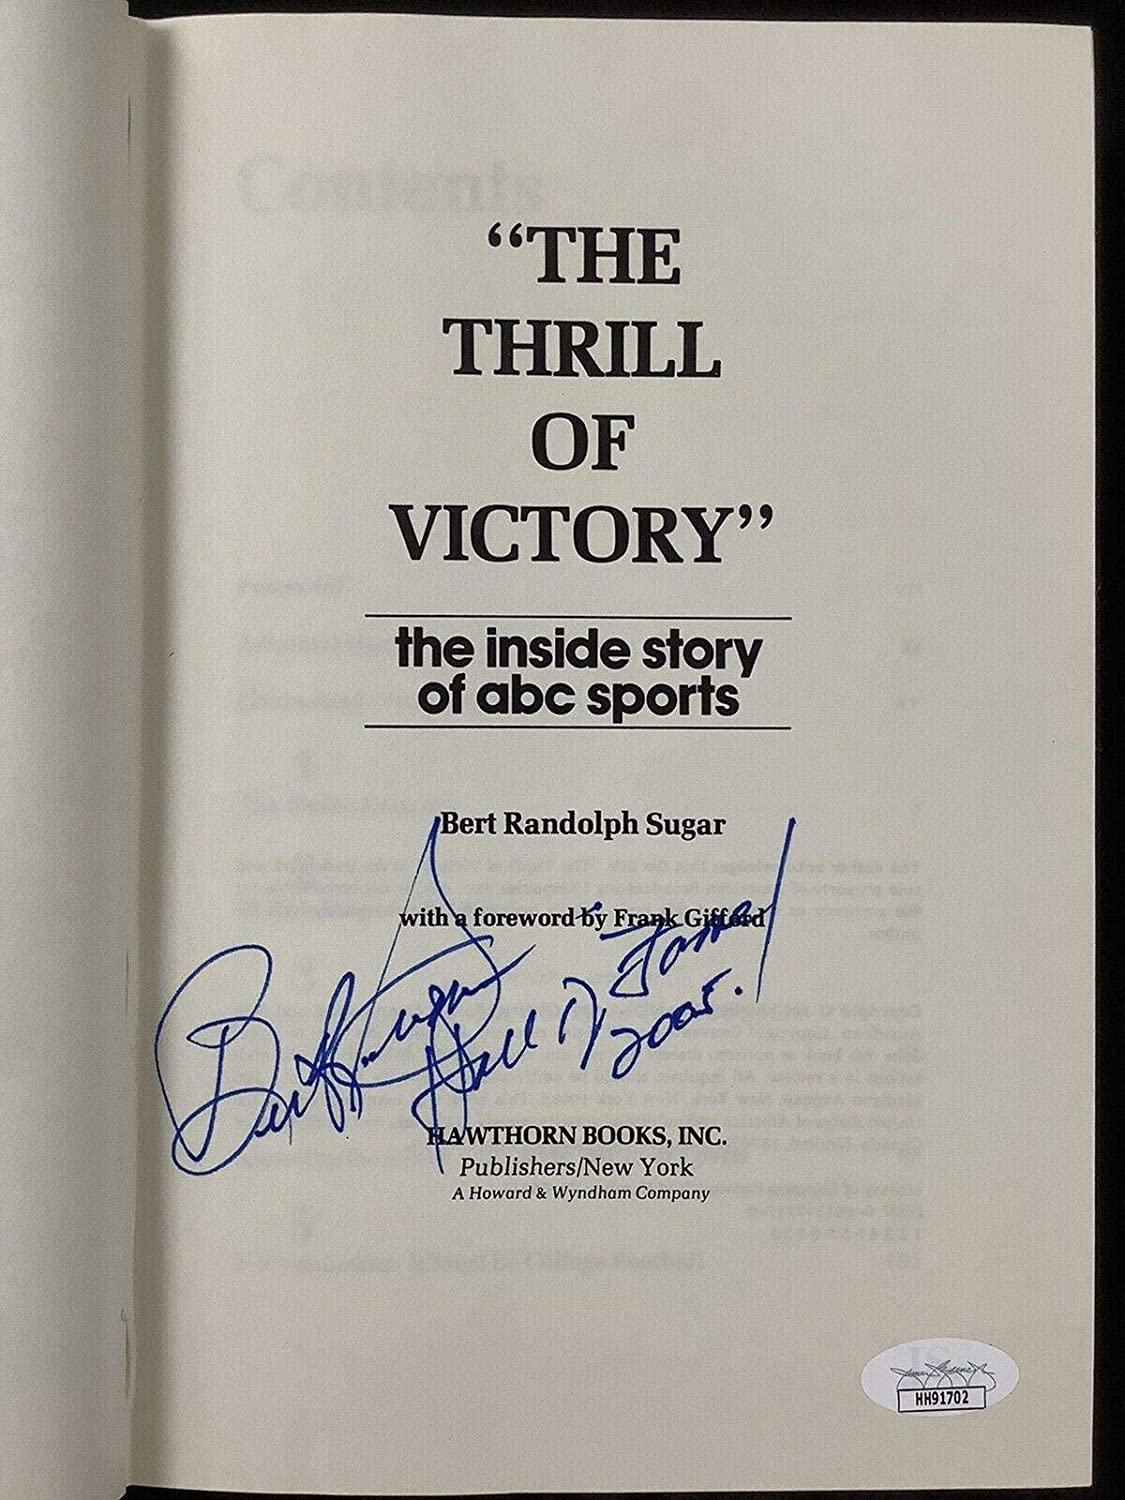 “THE
THRILL
OF
VICTORY”
the inside story
of abc sports
Bert Randolph Sugar
with a foreword by Frank Gifford
Bert R. Sugar
Hall of Fame!
2005.
HAWTHORN BOOKS, INC.
Publishers/New York
A Howard & Wyndham Company
HH91702